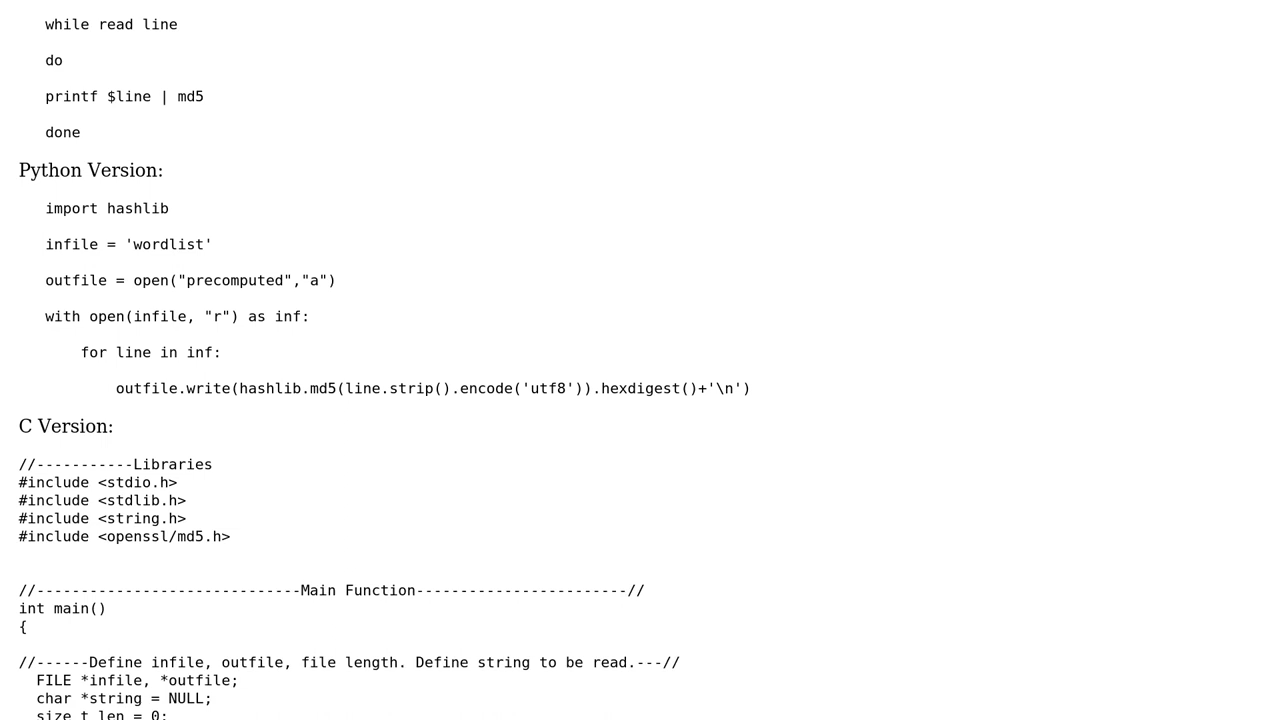 while read line
do
printf $line | md5
done
Python Version:
import hashlib
infile = 'wordlist'
outfile = open("precomputed","a")
with open(infile, "r") as inf:
for line in inf:
outfile.write(hashlib.md5(line.strip().encode('utf8')).hexdigest()+'\n')
C Version:
//-----------Libraries
#include <stdio.h>
#include <stdlib.h>
#include <string.h>
#include <openssl/md5.h>
//------------------------------Main Function------------------------//
int main()
{
//------Define infile, outfile, file length. Define string to be read.---//
FILE *infile, *outfile;
char *string = NULL;
size_t len = 0;